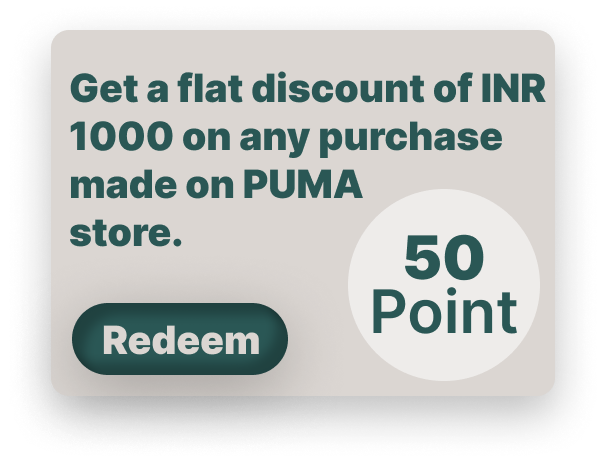 Get a flat discount of INR
1000 on any purchase
made on PUMA
store.
50
Point
Redeem